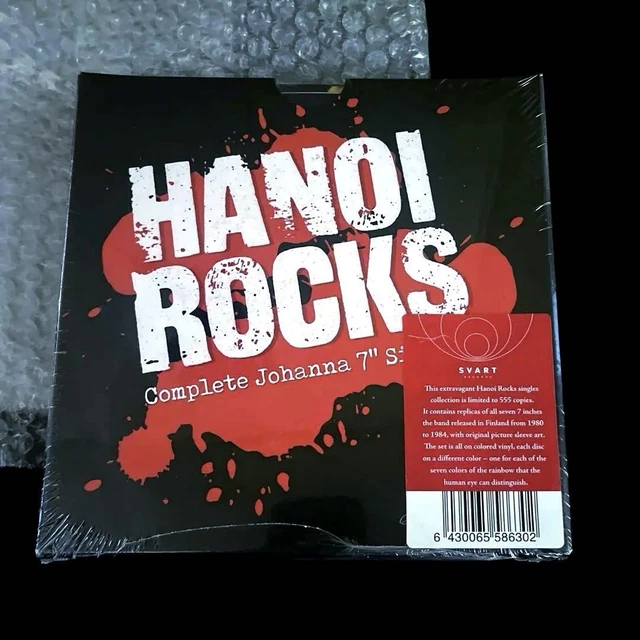 HANOI
ROCKS
Complete Johanna 7" Si
SVART
RECORDS
This extravagant Hanoi Rocks singles
collection is limited to 555 copies.
It contains replicas of all seven 7 inches
the band released in Finland from 1980
to 1984, with original picture sleeve art.
The set is all on colored vinyl, each disc
on a different color – one for each of the
seven colors of the rainbow that the
human eye can distinguish.
6 430065 586302